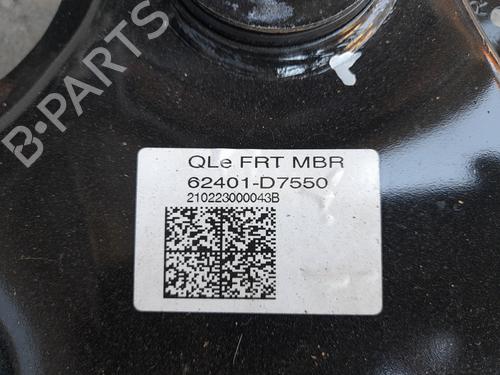 B-PARTS
QLe FRT MBR
62401-D7550
210223000043B